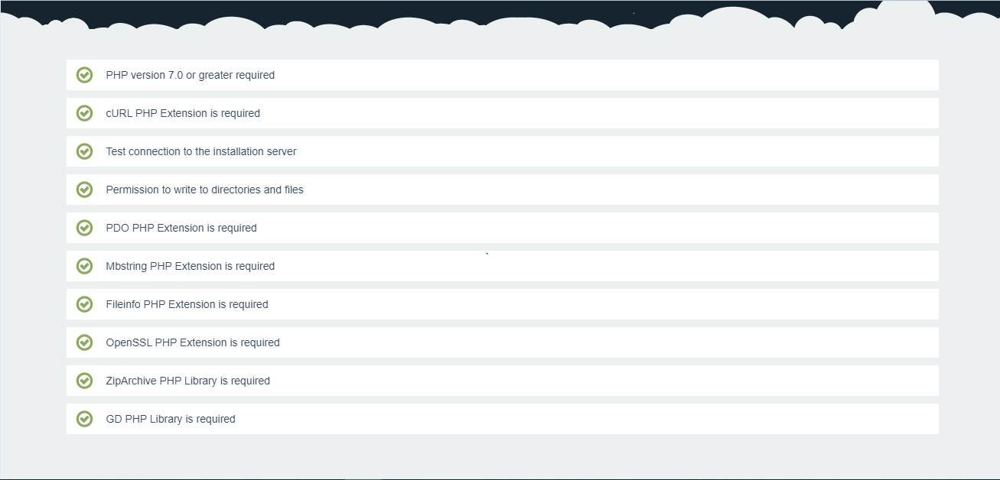 PHP version 7.0 or greater required
cURL PHP Extension is required
Test connection to the installation server
Permission to write to directories and files
PDO PHP Extension is required
Mbstring PHP Extension is required
Fileinfo PHP Extension is required
OpenSSL PHP Extension is required
ZipArchive PHP Library is required
GD PHP Library is required